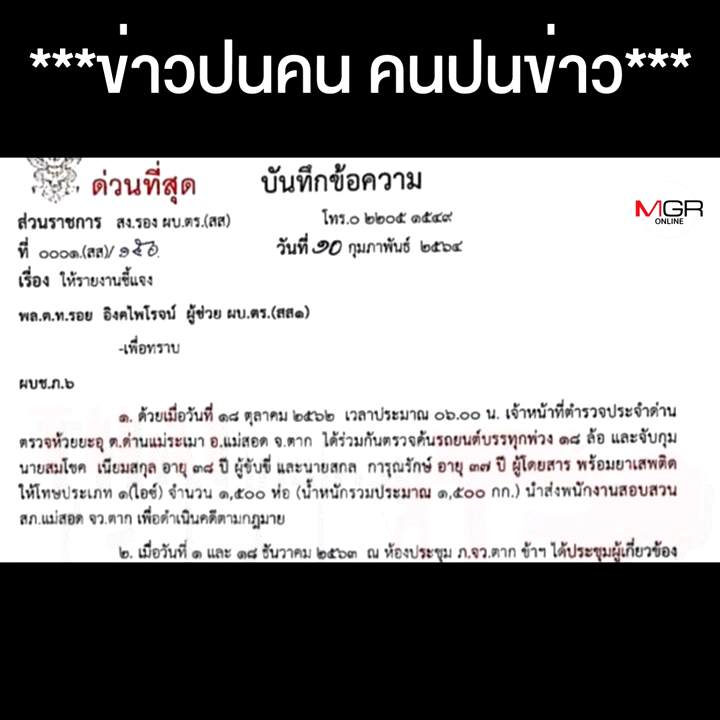 ***ข่าวปนคน คนปนข่าว***
ด่วนที่สุด บันทึกข้อความ
MGR
ONLINE
ส่วนราชการ สง.รอง ผบ.ตร.(สส) โทร.๐ ๒๒๐๕ ๑๕๔๙
ที่ ๐๐๐๑.(สส)/ วันที่ ๑๐ กุมภาพันธ์ ๒๕๖๔
เรื่อง ให้รายงานชี้แจง
พล.ต.ท.รอย อิงคไพโรจน์ ผู้ช่วย ผบ.ตร.(สส๑)
-เพื่อทราบ
ผบช.ภ.๖
๑. ด้วยเมื่อวันที่ ๑๘ ตุลาคม ๒๕๖๒ เวลาประมาณ ๐๖.๐๐ น. เจ้าหน้าที่ตำรวจประจำด่าน
ตรวจห้วยยะอุ ต.ด่านแม่ระเมา อ.แม่สอด จ.ตาก ได้ร่วมกันตรวจค้นรถยนต์บรรทุกพ่วง ๑๘ ล้อ และจับกุม
นายสมโชค เนียมสกุล อายุ ๓๘ ปี ผู้ขับขี่ และนายสกล การุณรักษ์ อายุ ๓๗ ปี ผู้โดยสาร พร้อมยาเสพติด
ให้โทษประเภท ๑(ไอซ์) จำนวน ๑,๕๐๐ ห่อ (น้ำหนักรวมประมาณ ๑,๕๐๐ กก.) นำส่งพนักงานสอบสวน
สภ.แม่สอด จว.ตาก เพื่อดำเนินคดีตามกฎมาย
๒. เมื่อวันที่ ๑ และ ๑๘ ธันวาคม ๒๕๖๓ ณ ห้องประชุม ภ.จว.ตาก ข้าฯ ได้ประชุมผู้เกี่ยวข้อง